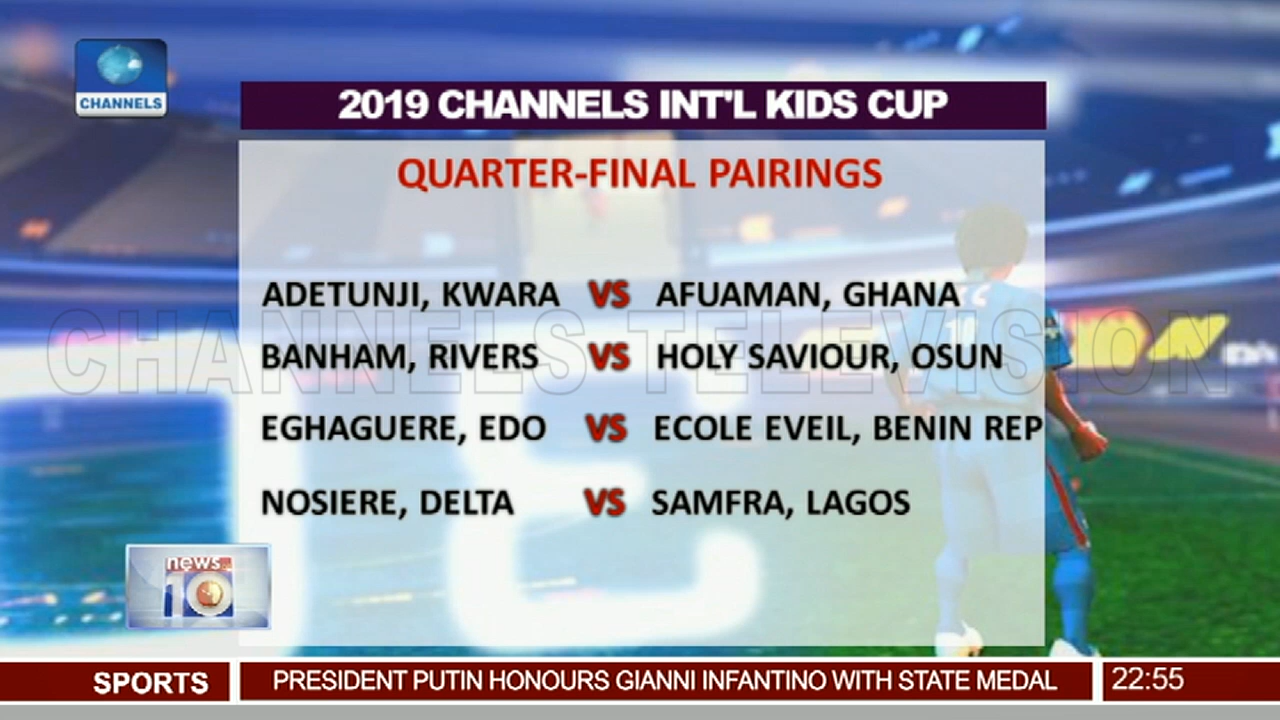 CHANNELS
2019 CHANNELS INT'L KIDS CUP
QUARTER-FINAL PAIRINGS
ADETUNJI, KWARA VS AFUAMAN, GHANA
CHANNELS TELEVISION
BANHAM, RIVERS VS HOLY SAVIOUR, OSUN
EGHAGUERE, EDO VS ECOLE EVEIL, BENIN REP
NOSIERE, DELTA VS SAMFRA, LAGOS
news
10
SPORTS PRESIDENT PUTIN HONOURS GIANNI INFANTINO WITH STATE MEDAL 22:55